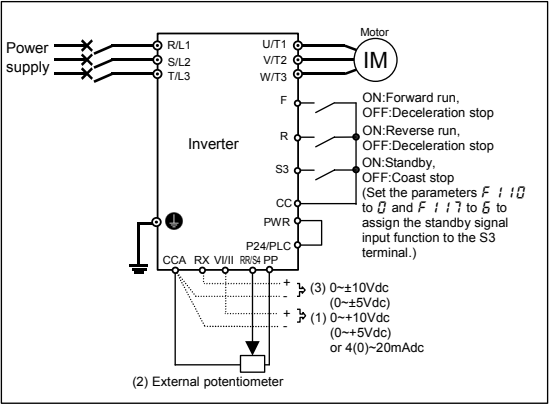 Motor
Power
supply
R/L1
S/L2
T/L3
U/T1
V/T2
W/T3
IM
F
ON:Forward run,
OFF:Deceleration stop
R
ON:Reverse run,
OFF:Deceleration stop
Inverter
S3
ON:Standby,
OFF:Coast stop
(Set the parameters F110
to 0 and F117 to 6 to
assign the standby signal
input function to the S3
terminal.)
CC
PWR
P24/PLC
CCA RX VI/II RR/S4 PP
+
- (3) 0~±10Vdc
(0~±5Vdc)
+
- (1) 0~+10Vdc
(0~+5Vdc)
or 4(0)~20mAdc
(2) External potentiometer